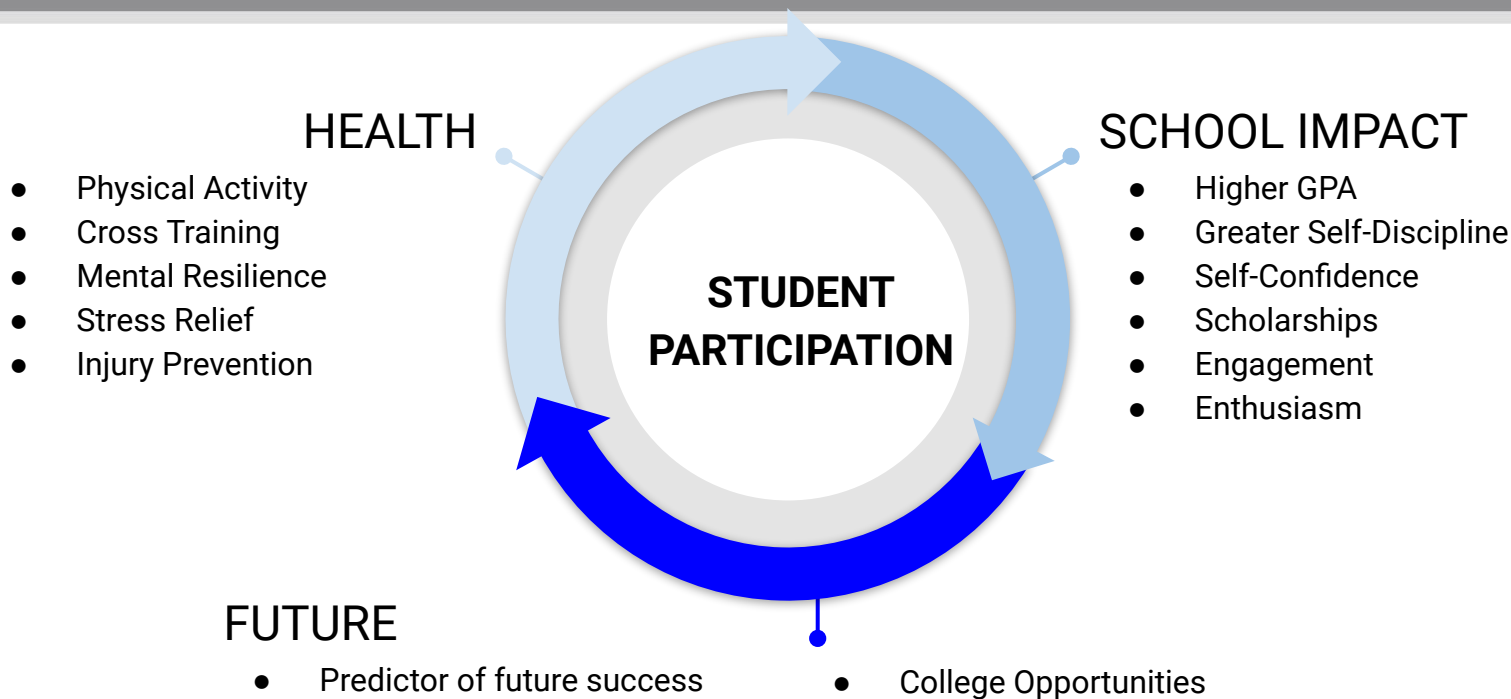 HEALTH
● Physical Activity
● Cross Training
● Mental Resilience
● Stress Relief
● Injury Prevention
STUDENT
PARTICIPATION
SCHOOL IMPACT
● Higher GPA
● Greater Self-Discipline
● Self-Confidence
● Scholarships
● Engagement
● Enthusiasm
FUTURE
● Predictor of future success
● College Opportunities